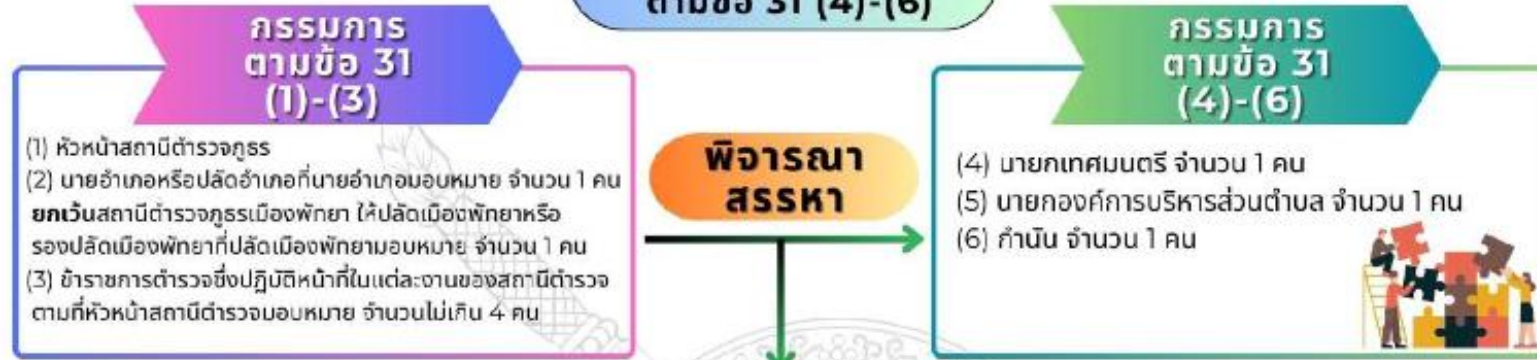 ตามข้อ 31 (4)-(6)
กรรมการ
ตามข้อ 31
(1)-(3)
(1) หัวหน้าสถานีตำรวจภูธร
(2) นายอำเภอหรือปลัดอำเภอที่นายอำเภอมอบหมาย จำนวน 1 คน
ยกเว้นสถานีตำรวจภูธรเมืองพัทยา ให้ปลัดเมืองพัทยาหรือ
รองปลัดเมืองพัทยาที่ปลัดเมืองพัทยามอบหมาย จำนวน 1 คน
(3) ข้าราชการตำรวจซึ่งปฏิบัติหน้าที่ในแต่ละงานของสถานีตำรวจ
ตามที่หัวหน้าสถานีตำรวจมอบหมาย จำนวนไม่เกิน 4 คน
พิจารณา
สรรหา
กรรมการ
ตามข้อ 31
(4)-(6)
(4) นายกเทศมนตรี จำนวน 1 คน
(5) นายกองค์การบริหารส่วนตำบล จำนวน 1 คน
(6) กำนัน จำนวน 1 คน